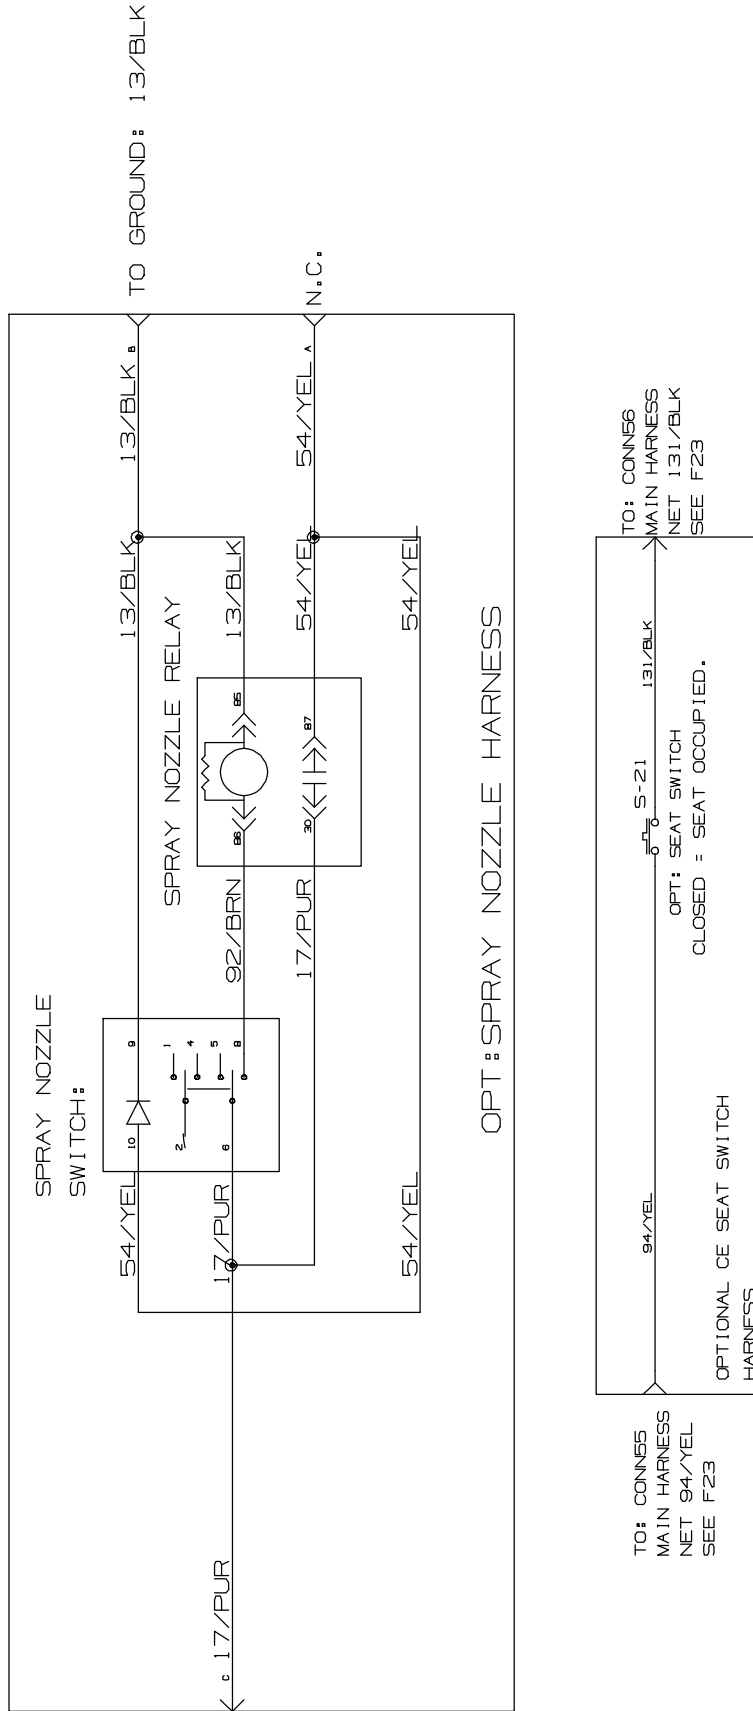 TO GROUND: 13/BLK
N.C.
13/BLK B
54/YEL A
13/BLK
13/BLK
54/YEL
54/YEL
SPRAY NOZZLE RELAY
85
86
87
30
92/BRN
17/PUR
SPRAY NOZZLE
SWITCH:
9
10
1
4
5
8
2
6
54/YEL
17/PUR
54/YEL
C 17/PUR
OPT: SPRAY NOZZLE HARNESS
TO: CONN56
MAIN HARNESS
NET 131/BLK
SEE F23
131/BLK
S-21
OPT: SEAT SWITCH
CLOSED = SEAT OCCUPIED.
94/YEL
OPTIONAL CE SEAT SWITCH
HARNESS
TO: CONN55
MAIN HARNESS
NET 94/YEL
SEE F23